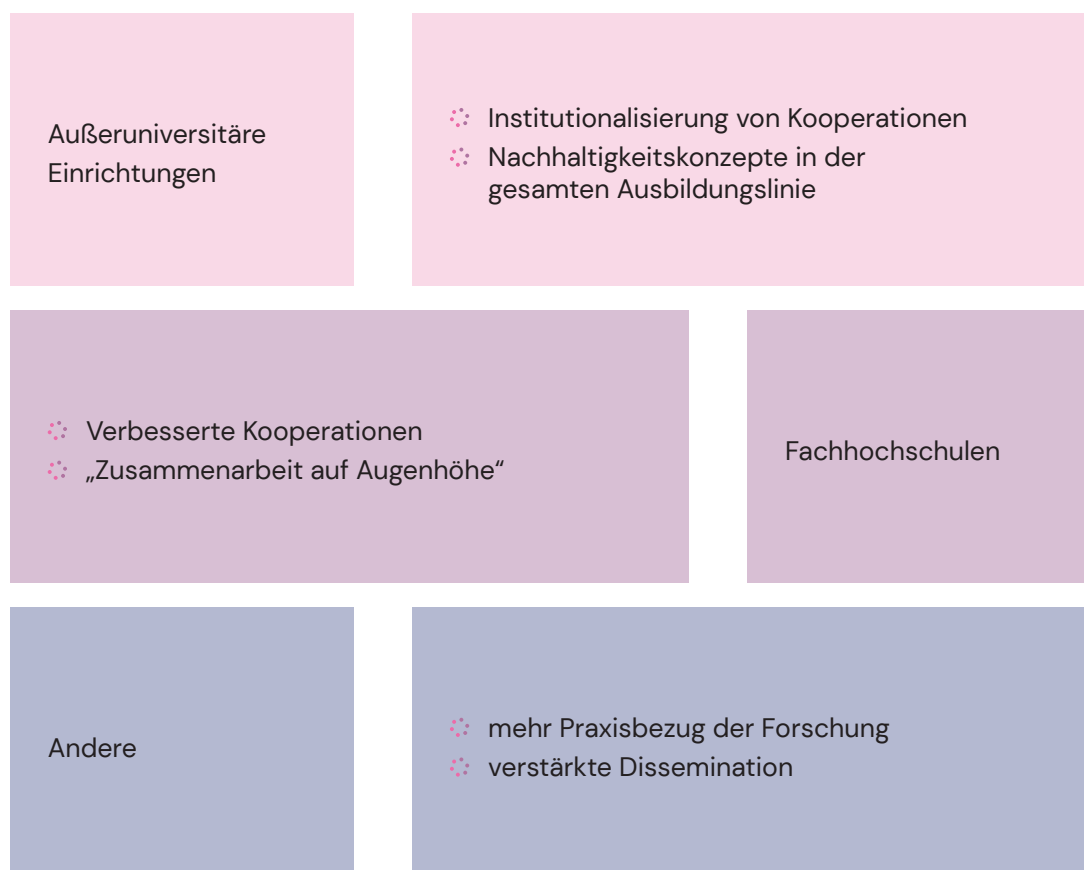 Außeruniversitäre
Einrichtungen
Institutionalisierung von Kooperationen
Nachhaltigkeitskonzepte in der
gesamten Ausbildungslinie
Verbesserte Kooperationen
„Zusammenarbeit auf Augenhöhe“
Fachhochschulen
Andere
mehr Praxisbezug der Forschung
verstärkte Dissemination